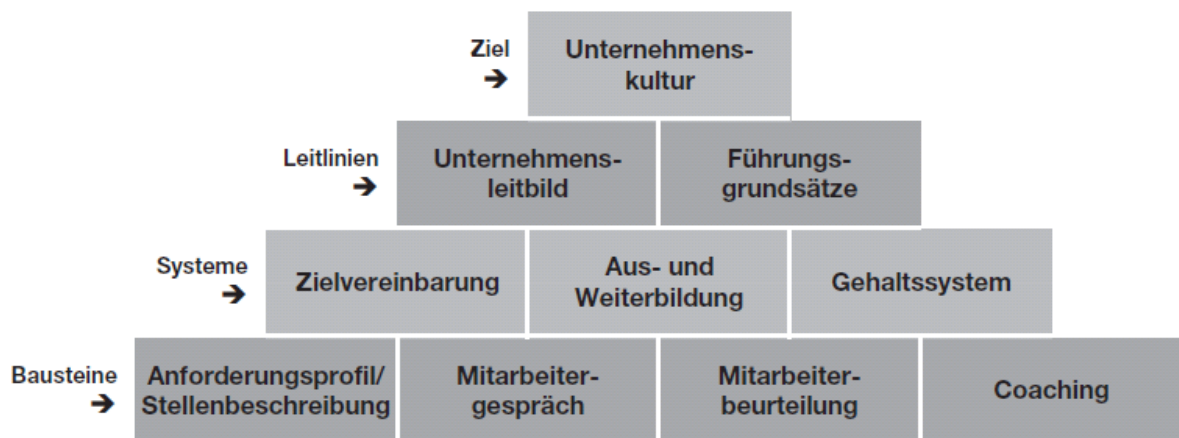 Ziel
➔
Unternehmens-
kultur
Leitlinien
➔
Unternehmens-
leitbild
Führungs-
grundsätze
Systeme
➔
Zielvereinbarung
Aus- und
Weiterbildung
Gehaltssystem
Bausteine
➔
Anforderungsprofil/
Stellenbeschreibung
Mitarbeiter-
gespräch
Mitarbeiter-
beurteilung
Coaching